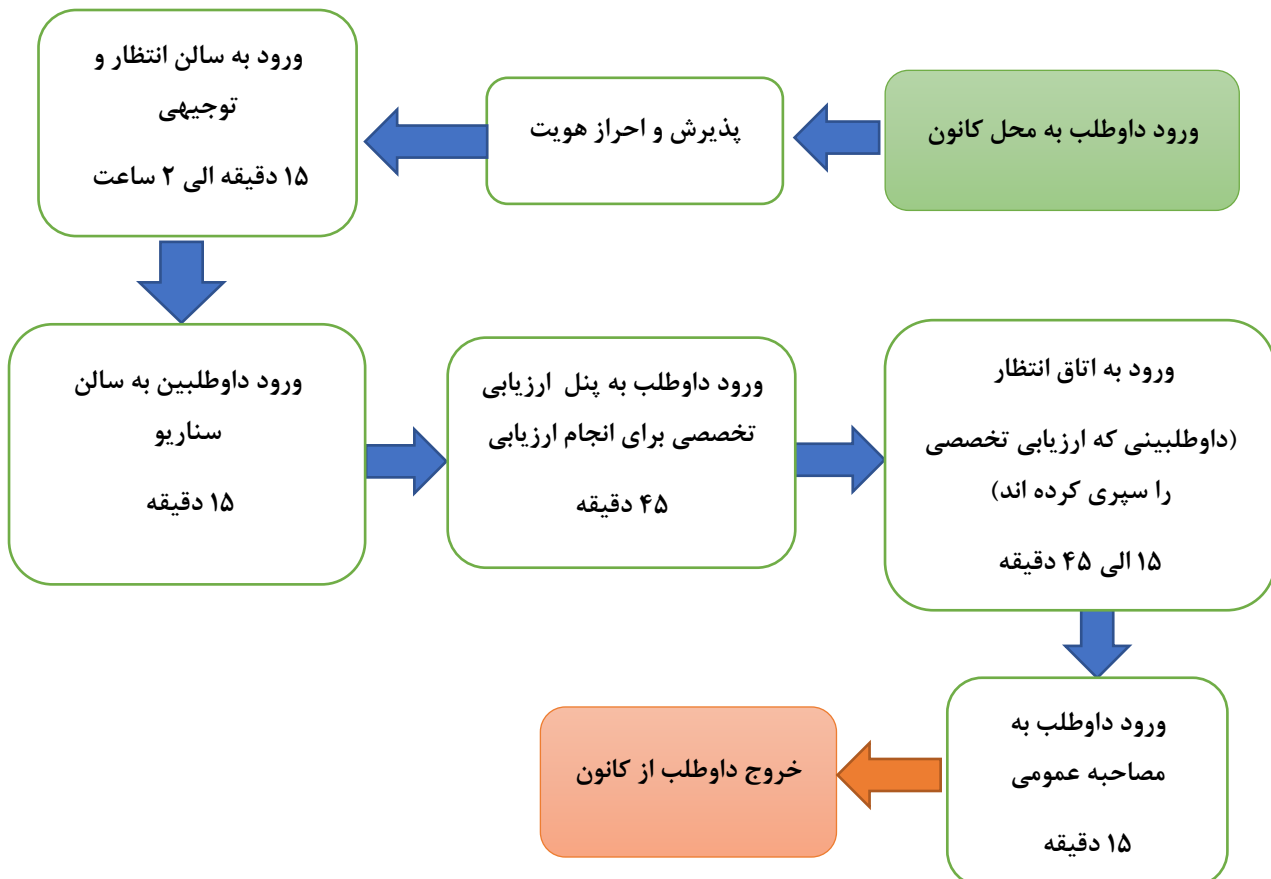 ورود داوطلب به محل کانون
پذیرش و احراز هویت
ورود به سالن انتظار و
توجیهی
۱۵ دقیقه الی ۲ ساعت
ورود داوطلبین به سالن
سناریو
۱۵ دقیقه
ورود داوطلب به پنل ارزیابی
تخصصی برای انجام ارزیابی
۴۵ دقیقه
ورود به اتاق انتظار
(داوطلبینی که ارزیابی تخصصی
را سپری کرده اند)
۱۵ الی ۴۵ دقیقه
ورود داوطلب به
مصاحبه عمومی
۱۵ دقیقه
خروج داوطلب از کانون